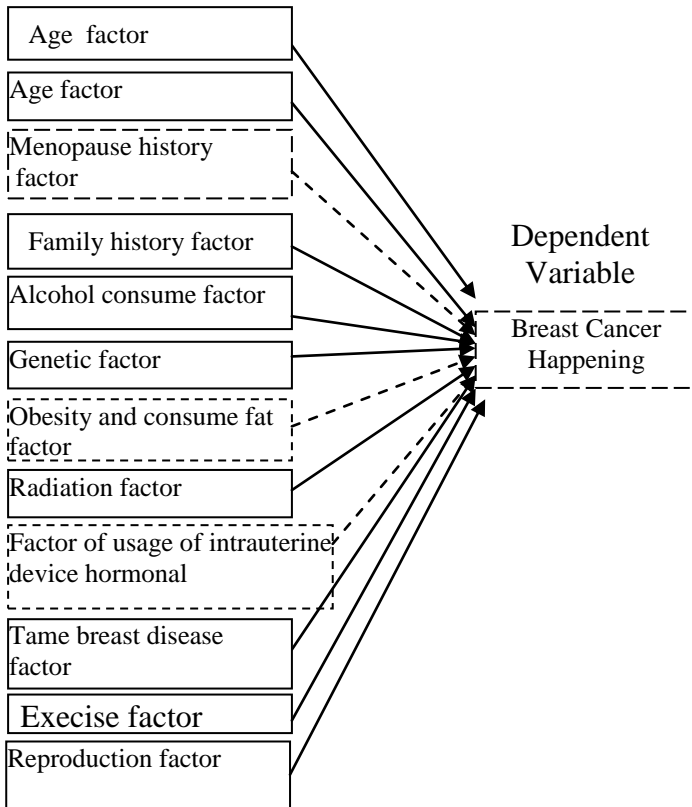 Age factor
Age factor
Menopause history
factor
Family history factor
Alcohol consume factor
Genetic factor
Obesity and consume fat
factor
Radiation factor
Factor of usage of intrauterine
device hormonal
Tame breast disease
factor
Execise factor
Reproduction factor
Dependent
Variable
Breast Cancer
Happening